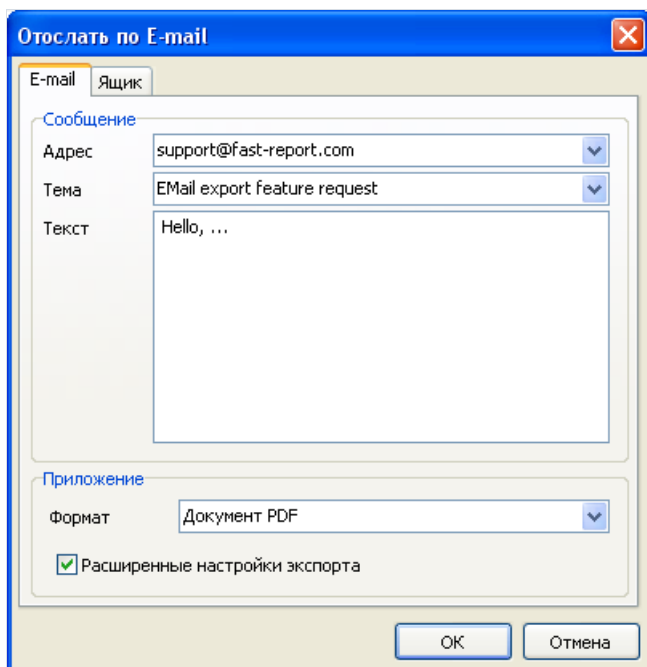 Отослать по E-mail
E-mail Ящик
Сообщение
Адрес support@fast-report.com
Тема EMail export feature request
Текст Hello, ...
Приложение
Формат Документ PDF
Расширенные настройки экспорта
ОК Отмена